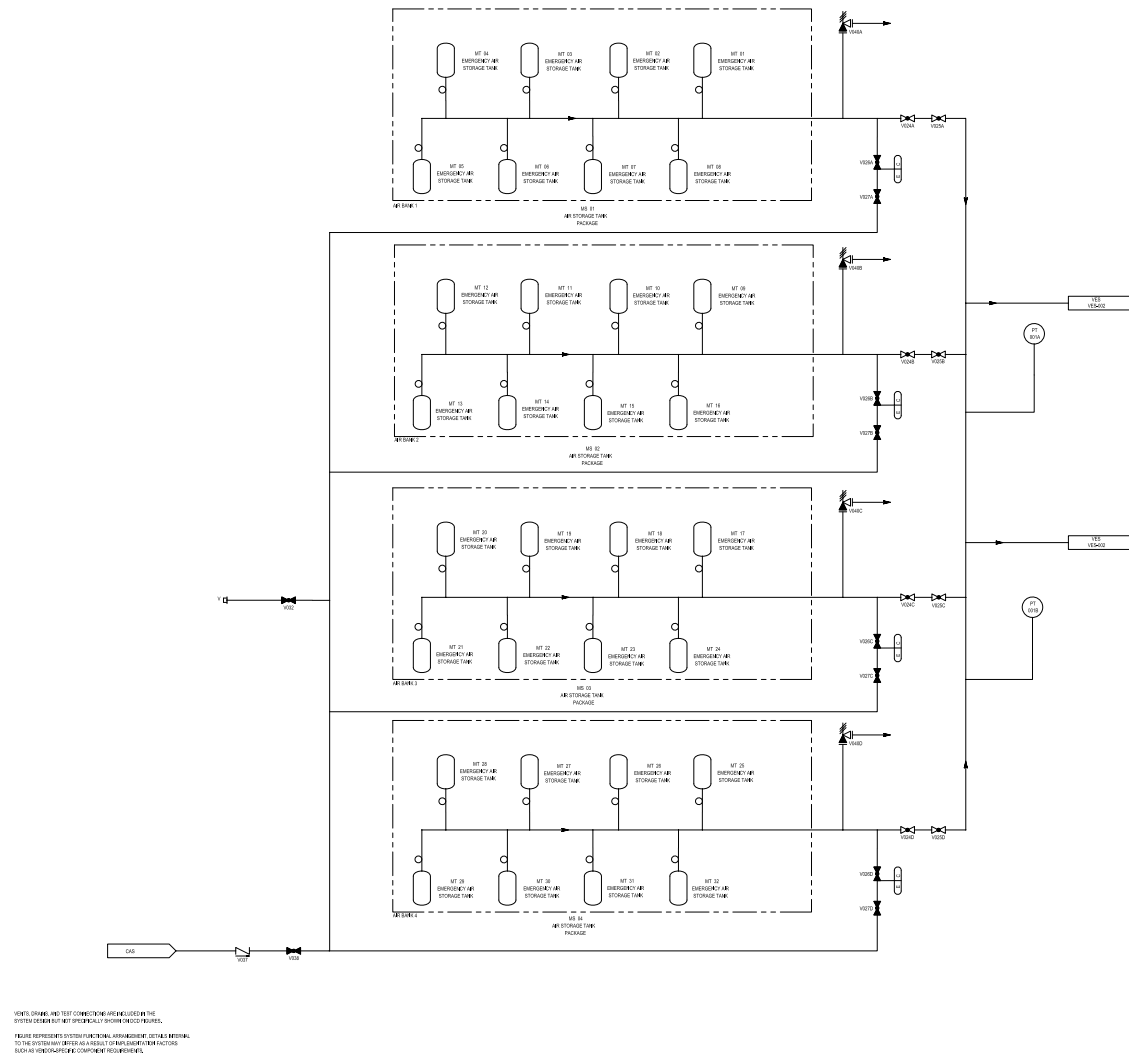 V040A
MT 04
EMERGENCY AIR
STORAGE TANK
MT 03
EMERGENCY AIR
STORAGE TANK
MT 02
EMERGENCY AIR
STORAGE TANK
MT 01
EMERGENCY AIR
STORAGE TANK
V024A
V025A
MT 05
EMERGENCY AIR
STORAGE TANK
MT 06
EMERGENCY AIR
STORAGE TANK
MT 07
EMERGENCY AIR
STORAGE TANK
MT 08
EMERGENCY AIR
STORAGE TANK
V026A
C
E
V027A
AIR BANK 1
MS 01
AIR STORAGE TANK
PACKAGE
V040B
MT 12
EMERGENCY AIR
STORAGE TANK
MT 11
EMERGENCY AIR
STORAGE TANK
MT 10
EMERGENCY AIR
STORAGE TANK
MT 09
EMERGENCY AIR
STORAGE TANK
VES
VES-002
PT
001A
V024B
V025B
MT 13
EMERGENCY AIR
STORAGE TANK
MT 14
EMERGENCY AIR
STORAGE TANK
MT 15
EMERGENCY AIR
STORAGE TANK
MT 16
EMERGENCY AIR
STORAGE TANK
V026B
C
E
V027B
AIR BANK 2
MS 02
AIR STORAGE TANK
PACKAGE
V040C
MT 20
EMERGENCY AIR
STORAGE TANK
MT 19
EMERGENCY AIR
STORAGE TANK
MT 18
EMERGENCY AIR
STORAGE TANK
MT 17
EMERGENCY AIR
STORAGE TANK
VES
VES-002
Y
V032
V024C
V025C
PT
001B
MT 21
EMERGENCY AIR
STORAGE TANK
MT 22
EMERGENCY AIR
STORAGE TANK
MT 23
EMERGENCY AIR
STORAGE TANK
MT 24
EMERGENCY AIR
STORAGE TANK
V026C
C
E
V027C
AIR BANK 3
MS 03
AIR STORAGE TANK
PACKAGE
V040D
MT 28
EMERGENCY AIR
STORAGE TANK
MT 27
EMERGENCY AIR
STORAGE TANK
MT 26
EMERGENCY AIR
STORAGE TANK
MT 25
EMERGENCY AIR
STORAGE TANK
V024D
V025D
MT 29
EMERGENCY AIR
STORAGE TANK
MT 30
EMERGENCY AIR
STORAGE TANK
MT 31
EMERGENCY AIR
STORAGE TANK
MT 32
EMERGENCY AIR
STORAGE TANK
V026D
C
E
V027D
AIR BANK 4
MS 04
AIR STORAGE TANK
PACKAGE
CAS
V037
V038
VENTS, DRAINS, AND TEST CONNECTIONS ARE INCLUDED IN THE
SYSTEM DESIGN BUT NOT SPECIFICALLY SHOWN ON DCD FIGURES.
FIGURE REPRESENTS SYSTEM FUNCTIONAL ARRANGEMENT. DETAILS INTERNAL
TO THE SYSTEM MAY DIFFER AS A RESULT OF IMPLEMENTATION FACTORS
SUCH AS VENDOR-SPECIFIC COMPONENT REQUIREMENTS.